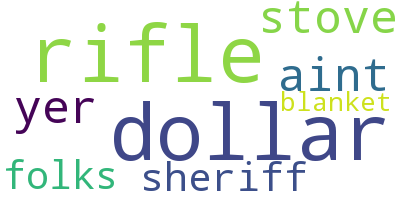 stove
rifle
aint
yer
blanket
dollar
folks
sheriff